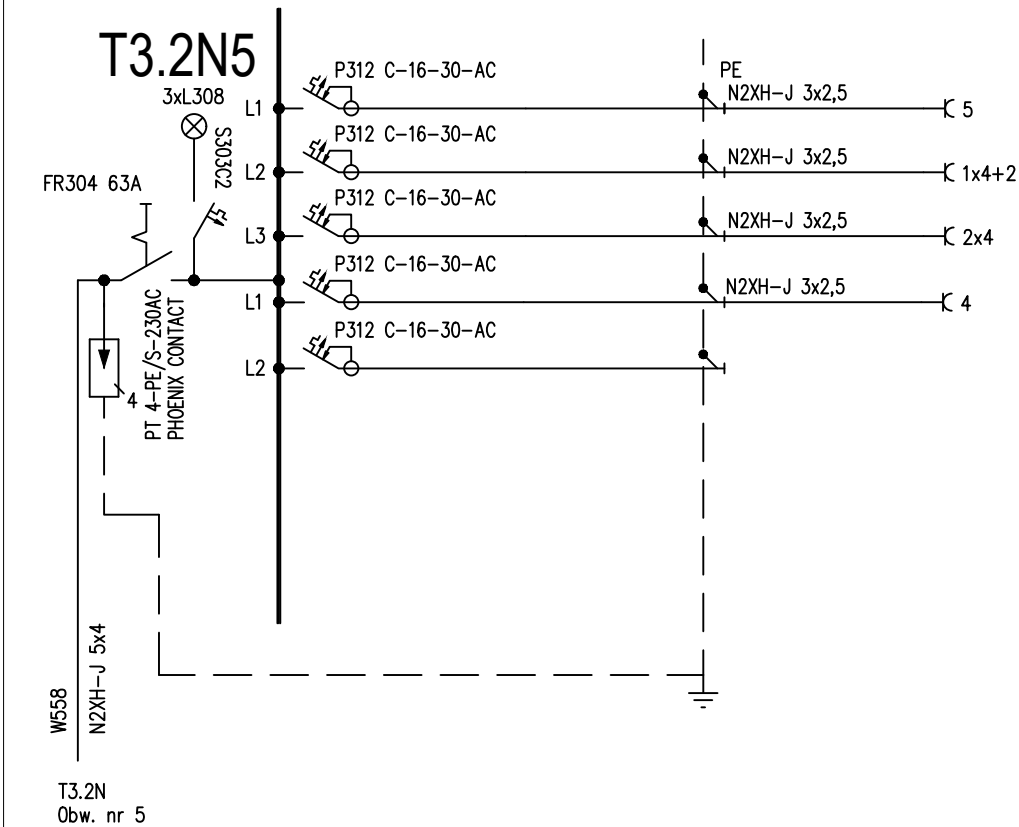 T3.2N5
3xL308
S303C2
FR304 63A
PT 4-PE/S-230AC
PHOENIX CONTACT
4
W558
N2XH-J 5x4
T3.2N
Obw. nr 5
PE
L1
P312 C-16-30-AC
N2XH-J 3x2,5
5
L2
P312 C-16-30-AC
N2XH-J 3x2,5
1x4+2
L3
P312 C-16-30-AC
N2XH-J 3x2,5
2x4
L1
P312 C-16-30-AC
N2XH-J 3x2,5
4
L2
P312 C-16-30-AC